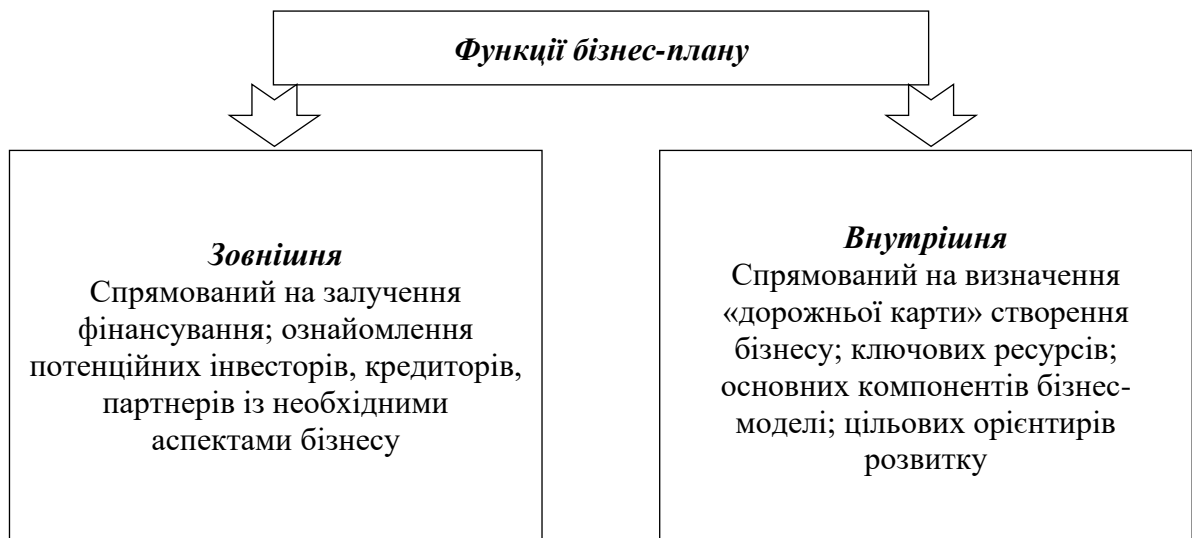 Функції бізнес-плану
Зовнішня
Спрямований на залучення
фінансування; ознайомлення
потенційних інвесторів, кредиторів,
партнерів із необхідними
аспектами бізнесу
Внутрішня
Спрямований на визначення
«дорожньої карти» створення
бізнесу; ключових ресурсів;
основних компонентів бізнес-
моделі; цільових орієнтирів
розвитку